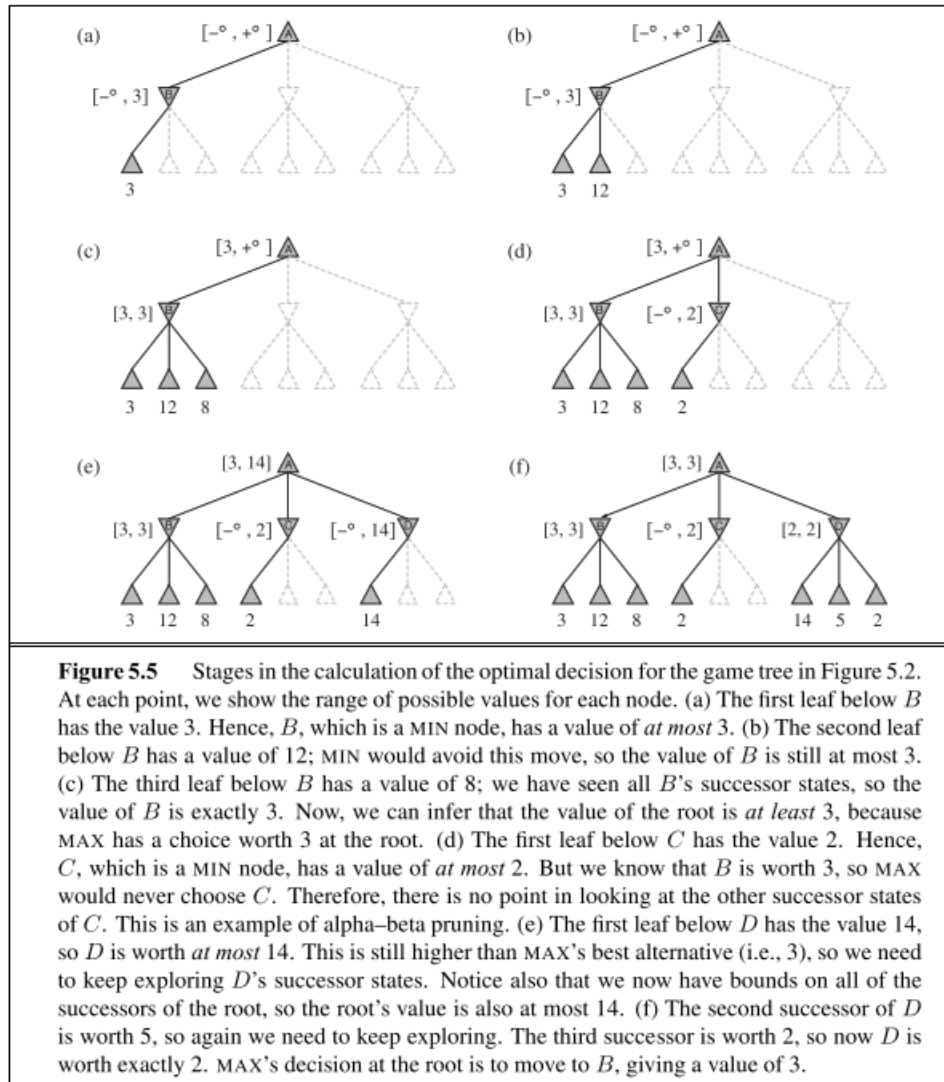 (a) [−° , +° ] A (b) [−° , +° ] A
[−° , 3] B [−° , 3] B
3 3 12
(c) [3, +° ] A (d) [3, +° ] A
[3, 3] B [3, 3] B [−° , 2] C
3 12 8 3 12 8 2
(e) [3, 14] A (f) [3, 3] A
[3, 3] B [−° , 2] C [−° , 14] D [3, 3] B [−° , 2] C [2, 2] D
3 12 8 2 14 3 12 8 2 14 5 2
Figure 5.5 Stages in the calculation of the optimal decision for the game tree in Figure 5.2.
At each point, we show the range of possible values for each node. (a) The first leaf below B
has the value 3. Hence, B, which is a MIN node, has a value of at most 3. (b) The second leaf
below B has a value of 12; MIN would avoid this move, so the value of B is still at most 3.
(c) The third leaf below B has a value of 8; we have seen all B's successor states, so the
value of B is exactly 3. Now, we can infer that the value of the root is at least 3, because
MAX has a choice worth 3 at the root. (d) The first leaf below C has the value 2. Hence,
C, which is a MIN node, has a value of at most 2. But we know that B is worth 3, so MAX
would never choose C. Therefore, there is no point in looking at the other successor states
of C. This is an example of alpha–beta pruning. (e) The first leaf below D has the value 14,
so D is worth at most 14. This is still higher than MAX's best alternative (i.e., 3), so we need
to keep exploring D's successor states. Notice also that we now have bounds on all of the
successors of the root, so the root's value is also at most 14. (f) The second successor of D
is worth 5, so again we need to keep exploring. The third successor is worth 2, so now D is
worth exactly 2. MAX's decision at the root is to move to B, giving a value of 3.